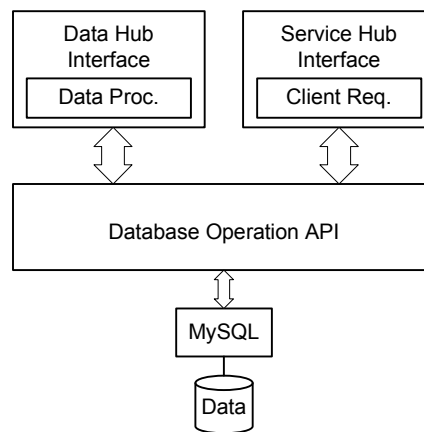 Data Hub
Interface
Data Proc.
Service Hub
Interface
Client Req.
Database Operation API
MySQL
Data